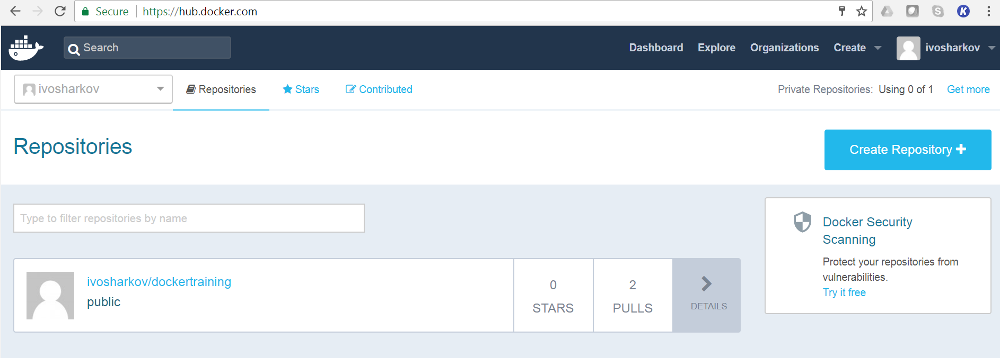 Secure https://hub.docker.com S K
Search Dashboard Explore Organizations Create ivosharkov
ivosharkov Repositories Stars Contributed Private Repositories: Using 0 of 1 Get more
Repositories
Create Repository
Type to filter repositories by name
ivosharkov/dockertraining
public
0
STARS
2
PULLS
DETAILS
Docker Security
Scanning
Protect your repositories from
vulnerabilities.
Try it free